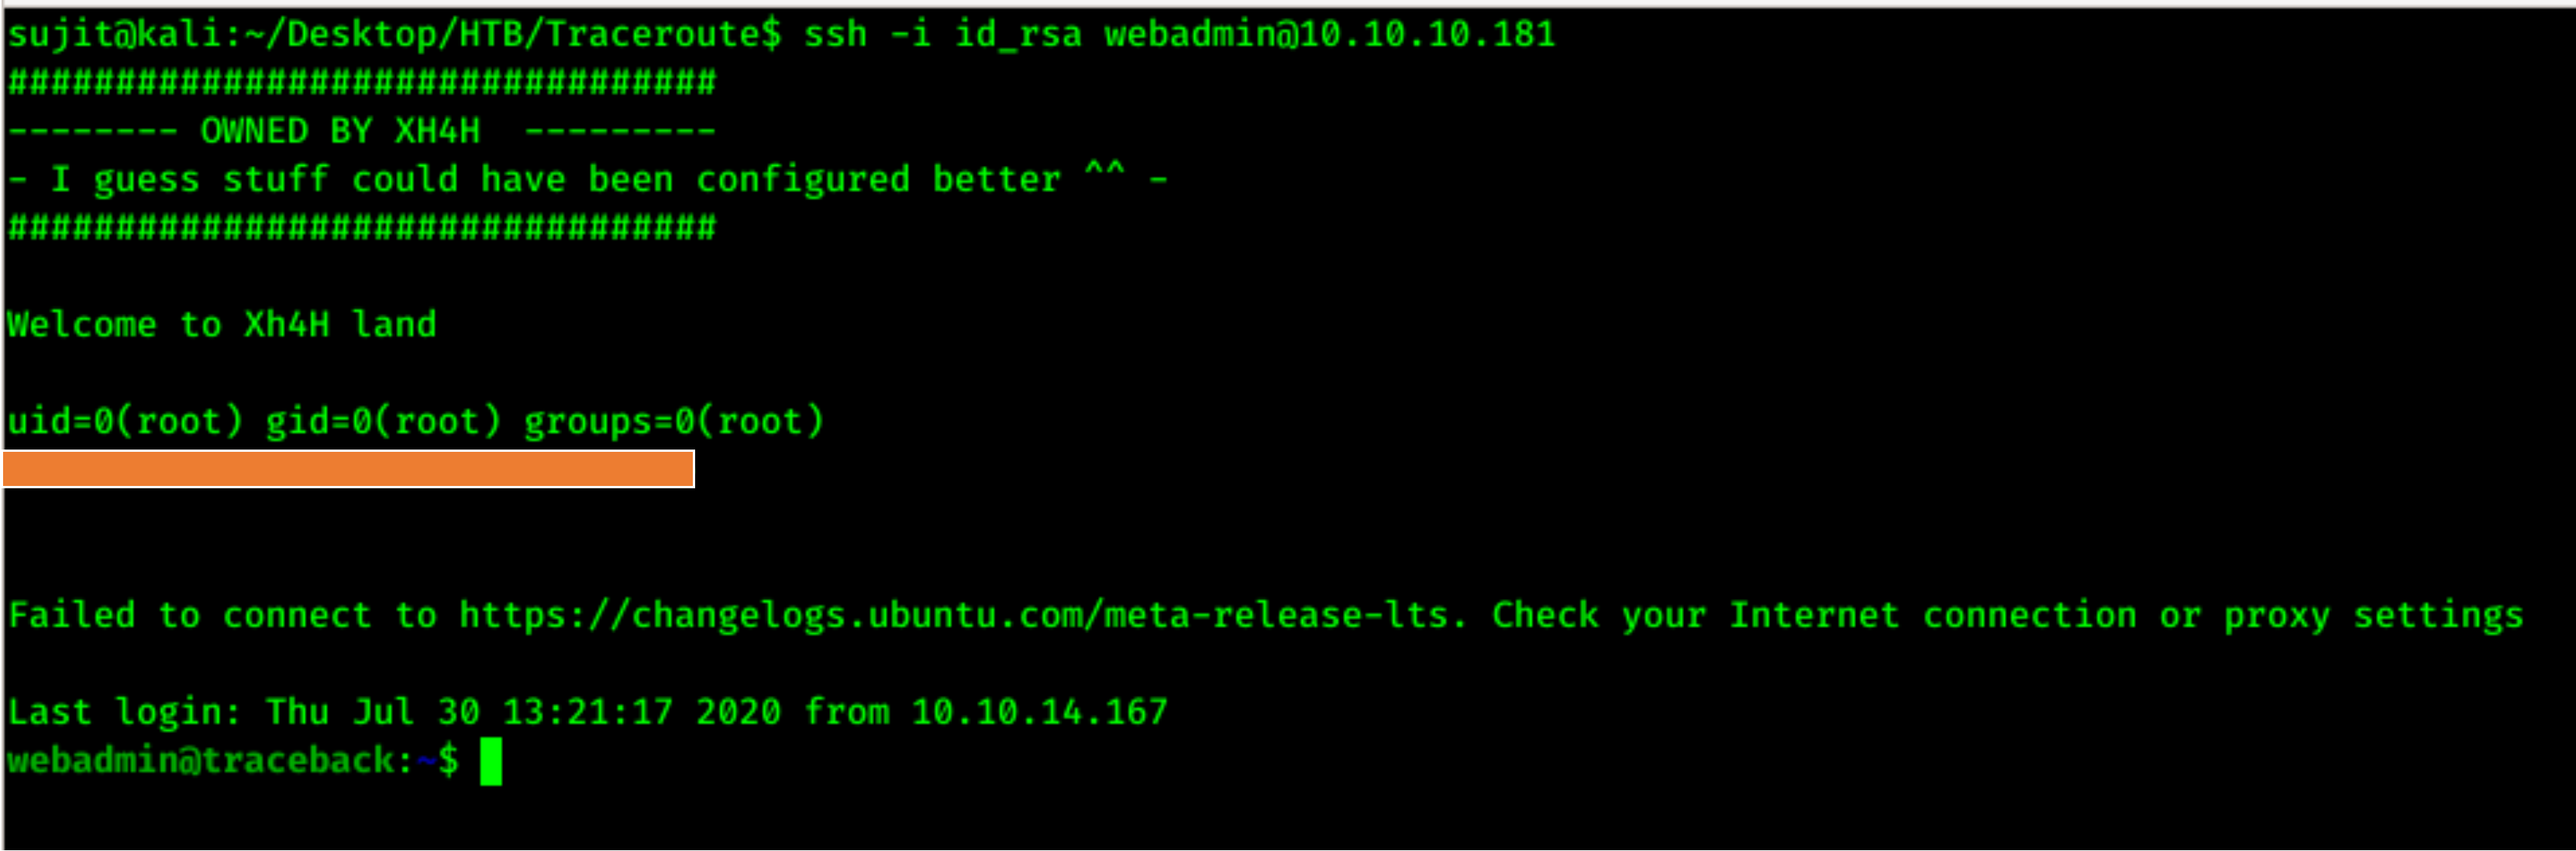 sujit@kali:~/Desktop/HTB/Traceroute$ ssh -i id_rsa webadmin@10.10.10.181
#################################
-------- OWNED BY XH4H  ---------
- I guess stuff could have been configured better ^^ -
#################################
Welcome to Xh4H land
uid=0(root) gid=0(root) groups=0(root)
Failed to connect to https://changelogs.ubuntu.com/meta-release-lts. Check your Internet connection or proxy settings
Last login: Thu Jul 30 13:21:17 2020 from 10.10.14.167
webadmin@traceback:~$